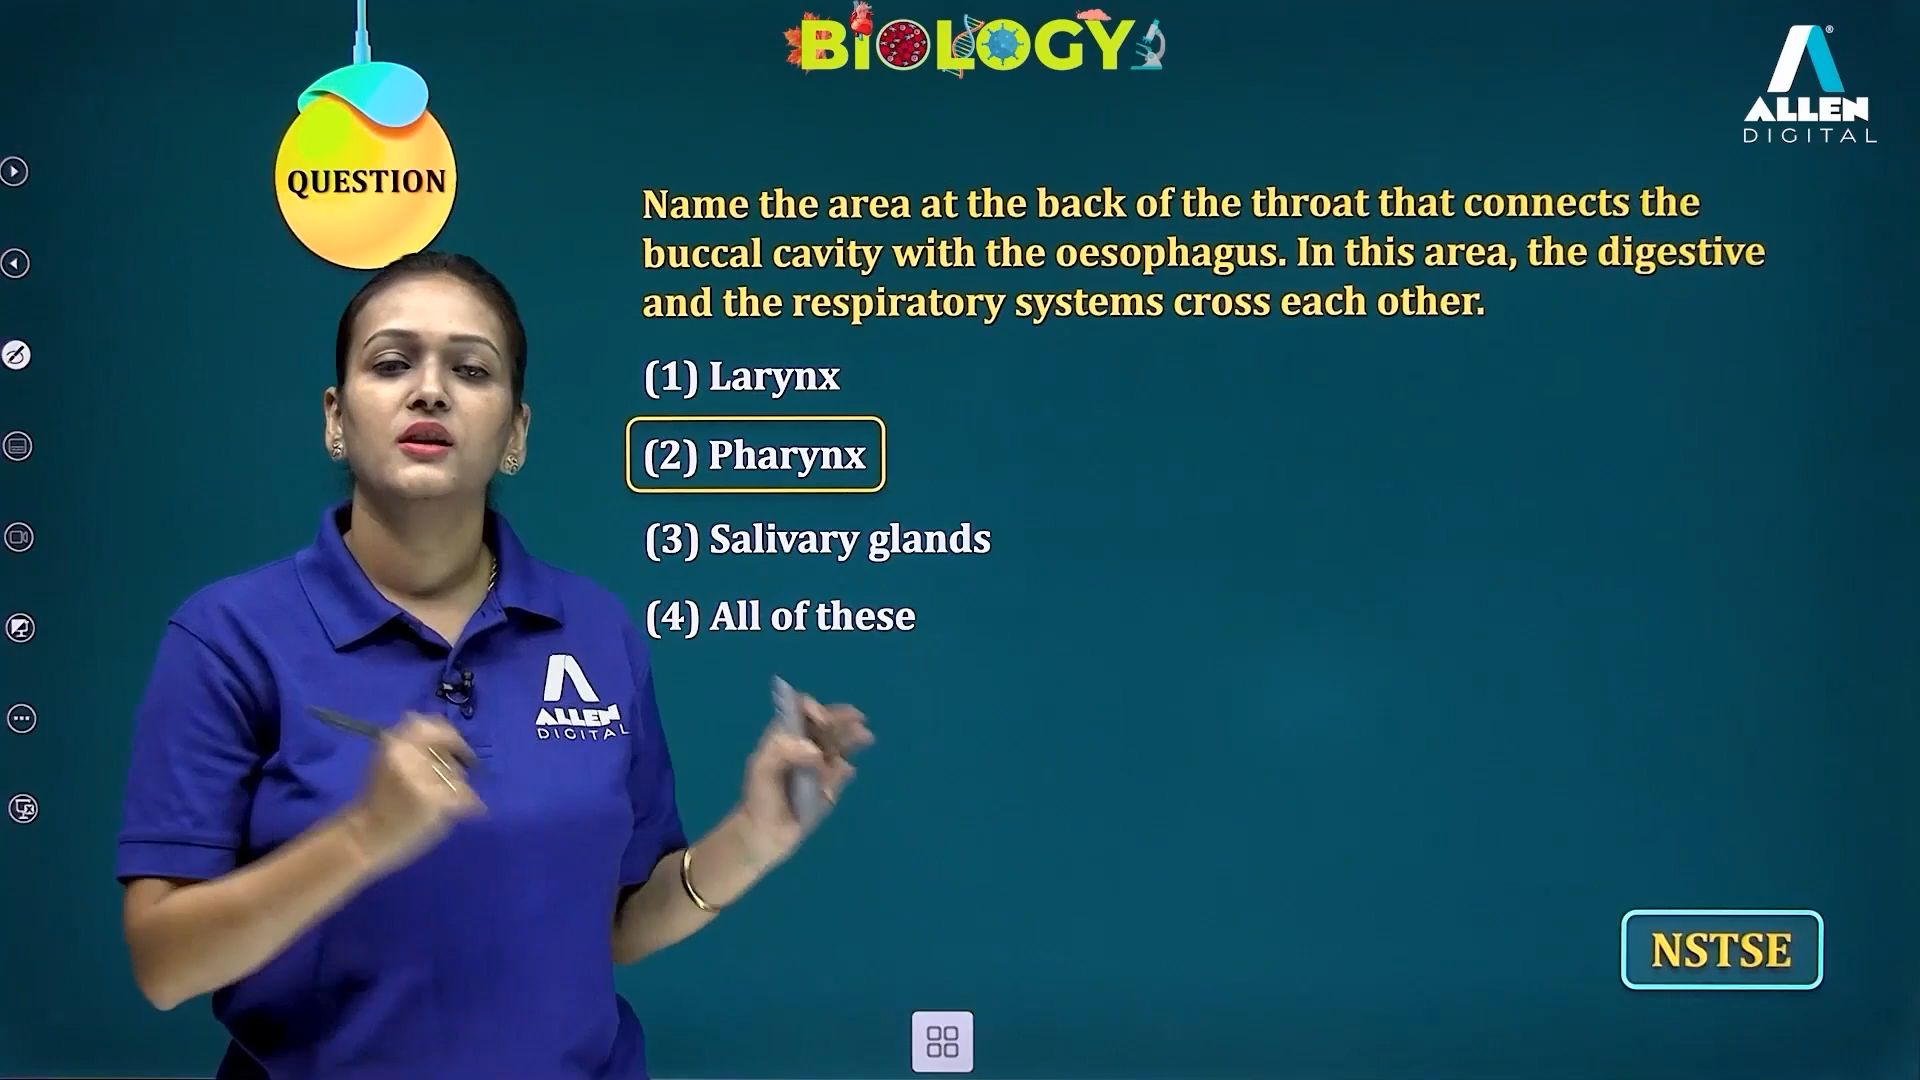 BIOLOGY
ALLEN
DIGITAL
QUESTION
Name the area at the back of the throat that connects the
buccal cavity with the oesophagus. In this area, the digestive
and the respiratory systems cross each other.
(1) Larynx
(2) Pharynx
(3) Salivary glands
(4) All of these
ALLEN
DIGITAL
NSTSE